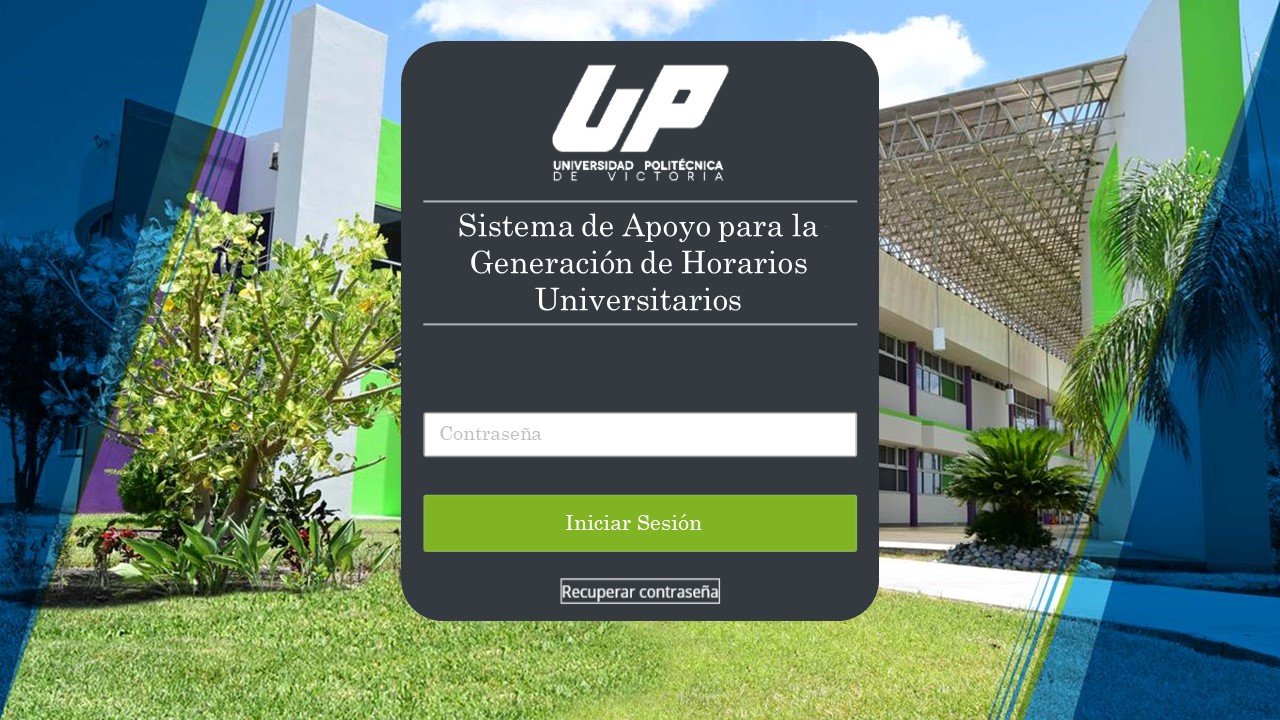 UP
UNIVERSIDAD POLITÉCNICA
DE VICTORIA
Sistema de Apoyo para la
Generación de Horarios
Universitarios
Contraseña
Iniciar Sesión
Recuperar contraseña